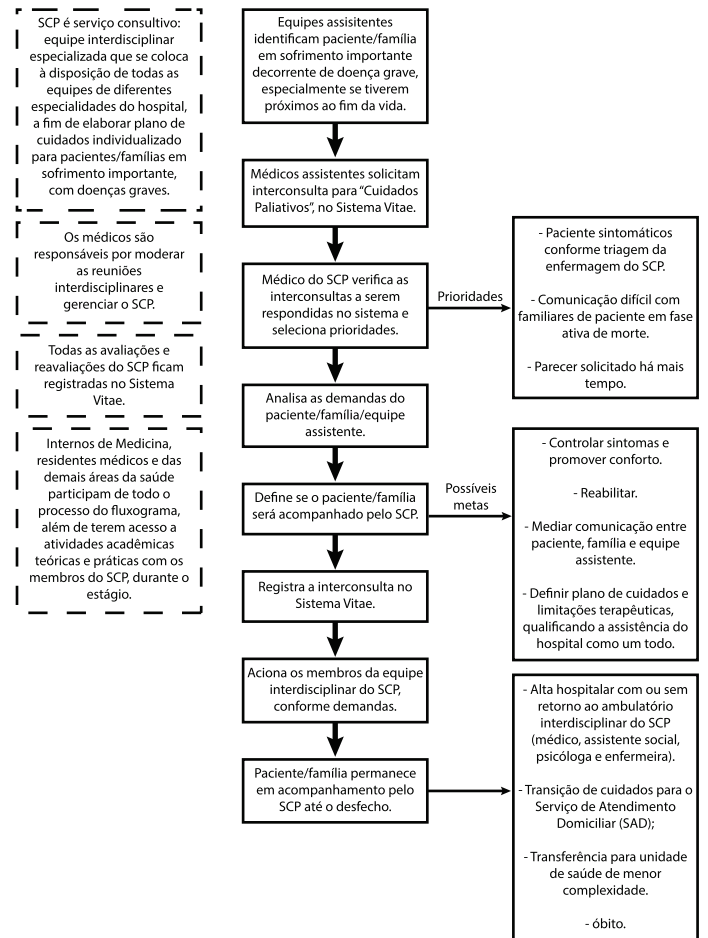 SCP é serviço consultivo:
equipe interdisciplinar
especializada que se coloca
à disposição de todas as
equipes de diferentes
especialidades do hospital,
a fim de elaborar plano de
cuidados individualizado
para pacientes/famílias em
sofrimento importante,
com doenças graves.
Os médicos são
responsáveis por moderar
as reuniões
interdisciplinares e
gerenciar o SCP.
Todas as avaliações e
reavaliações do SCP ficam
registradas no Sistema
Vitae.
Internos de Medicina,
residentes médicos e das
demais áreas da saúde
participam de todo o
processo do fluxograma,
além de terem acesso a
atividades acadêmicas
teóricas e práticas com os
membros do SCP, durante o
estágio.
Equipes assisitentes
identificam paciente/família
em sofrimento importante
decorrente de doença grave,
especialmente se tiverem
próximos ao fim da vida.
Médicos assistentes solicitam
interconsulta para “Cuidados
Paliativos”, no Sistema Vitae.
Médico do SCP verifica as
interconsultas a serem
respondidas no sistema e
seleciona prioridades.
Prioridades
- Paciente sintomáticos
conforme triagem da
enfermagem do SCP.
- Comunicação difícil com
familiares de paciente em fase
ativa de morte.
- Parecer solicitado há mais
tempo.
Analisa as demandas do
paciente/família/equipe
assistente.
Define se o paciente/família
será acompanhado pelo SCP.
Possíveis
metas
- Controlar sintomas e
promover conforto.
- Reabilitar.
- Mediar comunicação entre
paciente, família e equipe
assistente.
- Definir plano de cuidados e
limitações terapêuticas,
qualificando a assistência do
hospital como um todo.
Registra a interconsulta no
Sistema Vitae.
Aciona os membros da equipe
interdisciplinar do SCP,
conforme demandas.
Paciente/família permanece
em acompanhamento pelo
SCP até o desfecho.
- Alta hospitalar com ou sem
retorno ao ambulatório
interdisciplinar do SCP
(médico, assistente social,
psicóloga e enfermeira).
- Transição de cuidados para o
Serviço de Atendimento
Domiciliar (SAD);
- Transferência para unidade
de saúde de menor
complexidade.
- óbito.